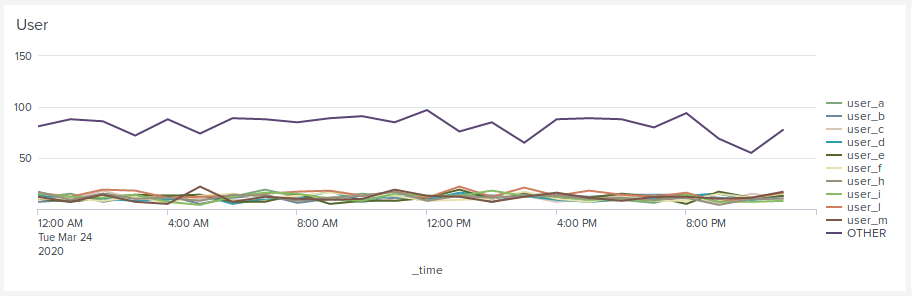 User
150
100
50
12:00 AM 4:00 AM 8:00 AM 12:00 PM 4:00 PM 8:00 PM
Tue Mar 24
2020
_time
user_a
user_b
user_c
user_d
user_e
user_f
user_h
user_i
user_l
user_m
OTHER